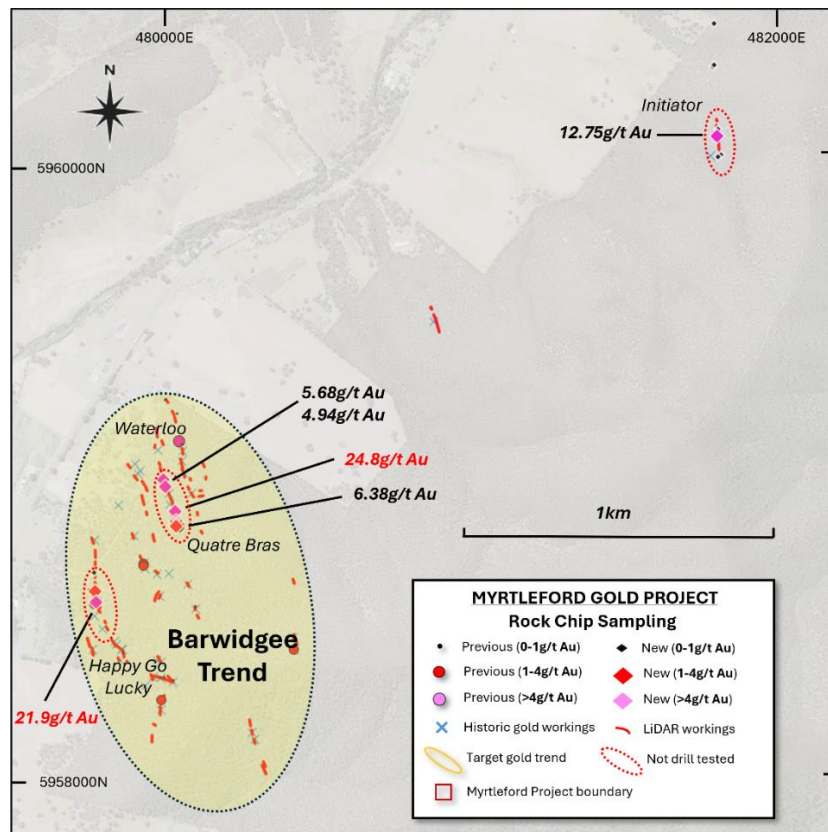 480000E
482000E
N
Initiator
12.75g/t Au
5960000N
5.68g/t Au
4.94g/t Au
Waterloo
24.8g/t Au
6.38g/t Au
Quatre Bras
1km
Barwidgee
Trend
Happy Go
Lucky
21.9g/t Au
5958000N
MYRTLEFORD GOLD PROJECT
Rock Chip Sampling
Previous (0-1g/t Au) New (0-1g/t Au)
Previous (1-4g/t Au) New (1-4g/t Au)
Previous (>4g/t Au) New (>4g/t Au)
Historic gold workings LiDAR workings
Target gold trend Not drill tested
Myrtleford Project boundary